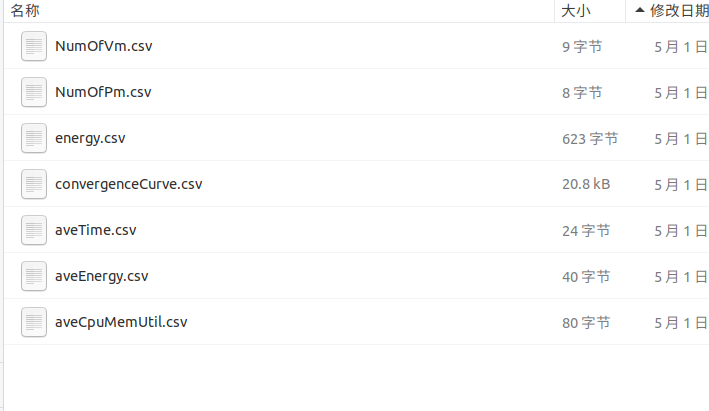 名称 大小 修改日期
NumOfVm.csv 9 字节 5 月 1 日
NumOfPm.csv 8 字节 5 月 1 日
energy.csv 623 字节 5 月 1 日
convergenceCurve.csv 20.8 kB 5 月 1 日
aveTime.csv 24 字节 5 月 1 日
aveEnergy.csv 40 字节 5 月 1 日
aveCpuMemUtil.csv 80 字节 5 月 1 日